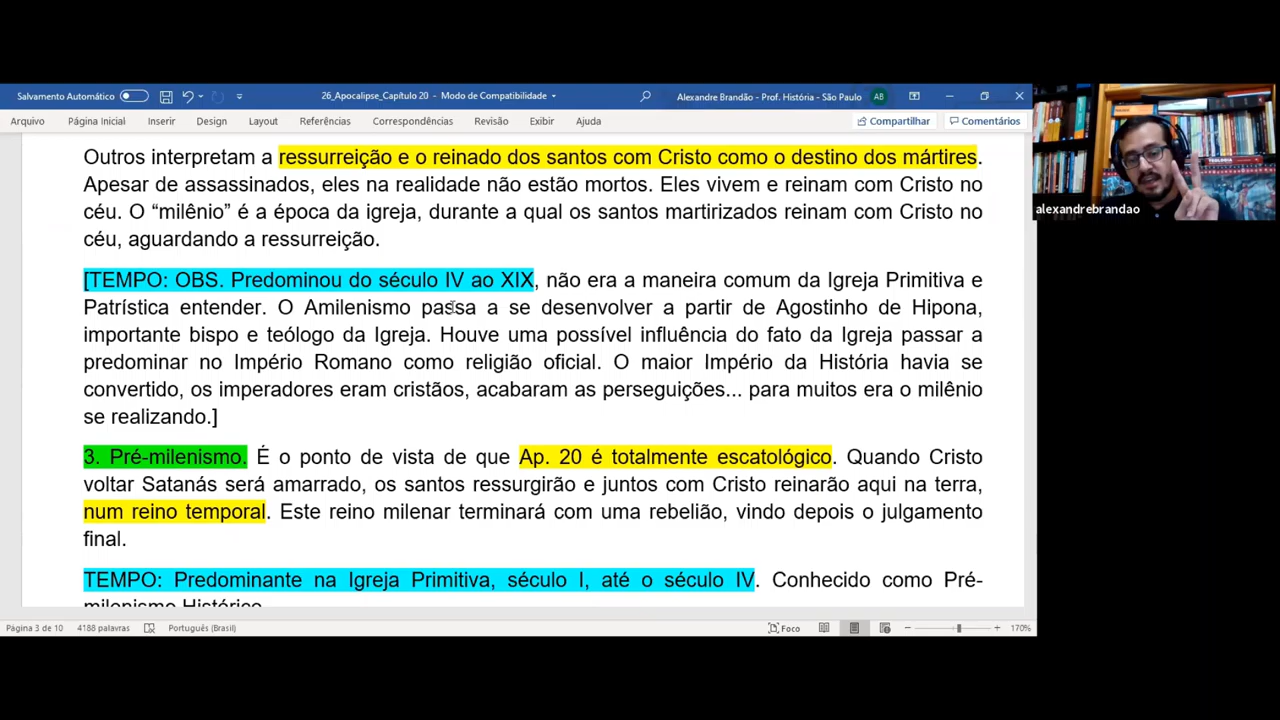 Salvamento Automático
26_Apocalipse_Capítulo 20 - Modo de Compatibilidade
Alexandre Brandão - Prof. História - São Paulo AB
Arquivo Página Inicial Inserir Design Layout Referências Correspondências Revisão Exibir Ajuda Compartilhar Comentários
Outros interpretam a ressurreição e o reinado dos santos com Cristo como o destino dos mártires.
Apesar de assassinados, eles na realidade não estão mortos. Eles vivem e reinam com Cristo no
céu. O “milênio” é a época da igreja, durante a qual os santos martirizados reinam com Cristo no
céu, aguardando a ressurreição.
[TEMPO: OBS. Predominou do século IV ao XIX, não era a maneira comum da Igreja Primitiva e
Patrística entender. O Amilenismo passa a se desenvolver a partir de Agostinho de Hipona,
importante bispo e teólogo da Igreja. Houve uma possível influência do fato da Igreja passar a
predominar no Império Romano como religião oficial. O maior Império da História havia se
convertido, os imperadores eram cristãos, acabaram as perseguições... para muitos era o milênio
se realizando.]
3. Pré-milenismo. É o ponto de vista de que Ap. 20 é totalmente escatológico. Quando Cristo
voltar Satanás será amarrado, os santos ressurgirão e juntos com Cristo reinarão aqui na terra,
num reino temporal. Este reino milenar terminará com uma rebelião, vindo depois o julgamento
final.
TEMPO: Predominante na Igreja Primitiva, século I, até o século IV. Conhecido como Pré-
milenismo Histórico
Página 3 de 10 4188 palavras Português (Brasil) Foco 170%
alexandrebrandao